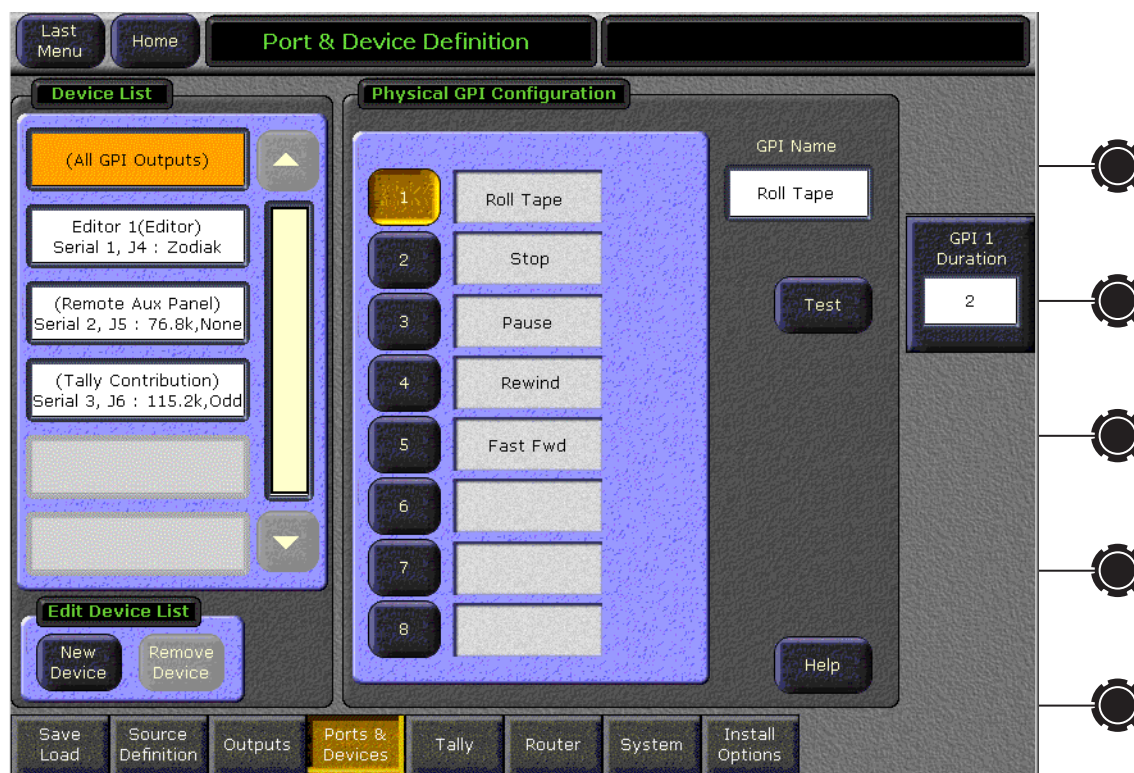 Last
Menu
Home
Port & Device Definition
Device List
(All GPI Outputs)
Editor 1(Editor)
Serial 1, J4 : Zodiak
(Remote Aux Panel)
Serial 2, J5 : 76.8k,None
(Tally Contribution)
Serial 3, J6 : 115.2k,Odd
Edit Device List
New
Device
Remove
Device
Physical GPI Configuration
1 Roll Tape
2 Stop
3 Pause
4 Rewind
5 Fast Fwd
6
7
8
GPI Name
Roll Tape
Test
Help
GPI 1
Duration
2
Save
Load
Source
Definition
Outputs
Ports &
Devices
Tally
Router
System
Install
Options